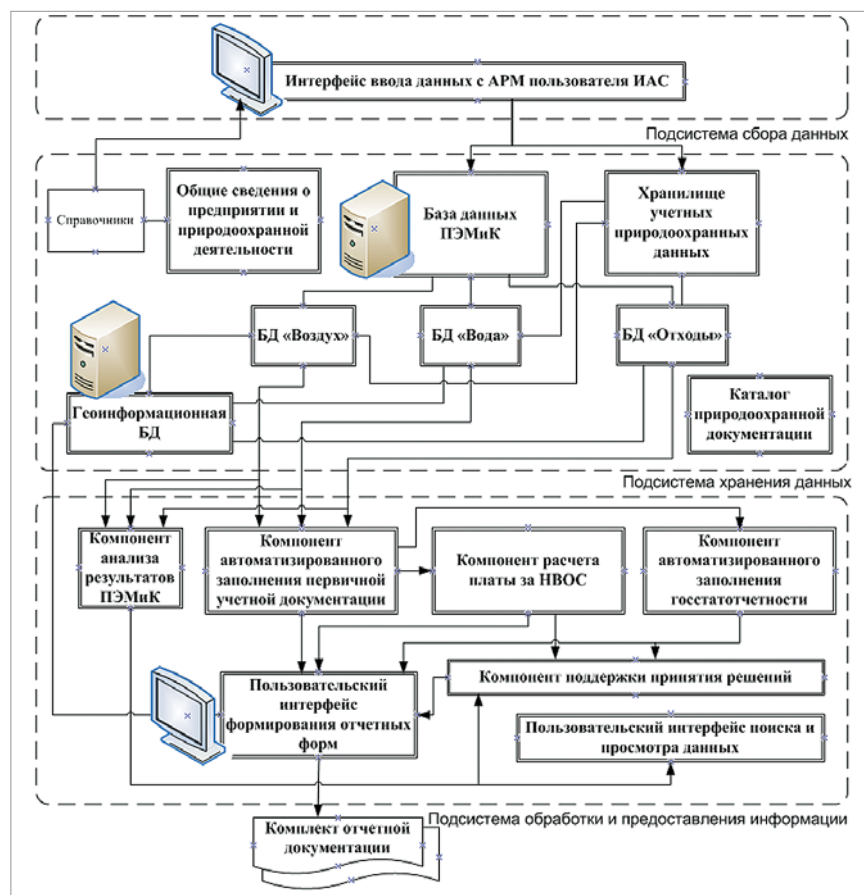 Интерфейс ввода данных с АРМ пользователя ИАС
Подсистема сбора данных
Справочники
Общие сведения о
предприятии и
природоохранной
деятельности
База данных
ПЭМиК
Хранилище
учетных
природоохранных
данных
БД «Воздух»
БД «Вода»
БД «Отходы»
Геоинформационная
БД
Каталог
природоохранной
документации
Подсистема хранения данных
Компонент
анализа
результатов
ПЭМиК
Компонент
автоматизированного
заполнения первичной
учетной документации
Компонент расчета
платы за НВОС
Компонент
автоматизированного
заполнения
госстатотчетности
Пользовательский
интерфейс
формирования отчетных
форм
Компонент поддержки принятия решений
Пользовательский интерфейс поиска и
просмотра данных
Подсистема обработки и предоставления информации
Комплект отчетной
документации